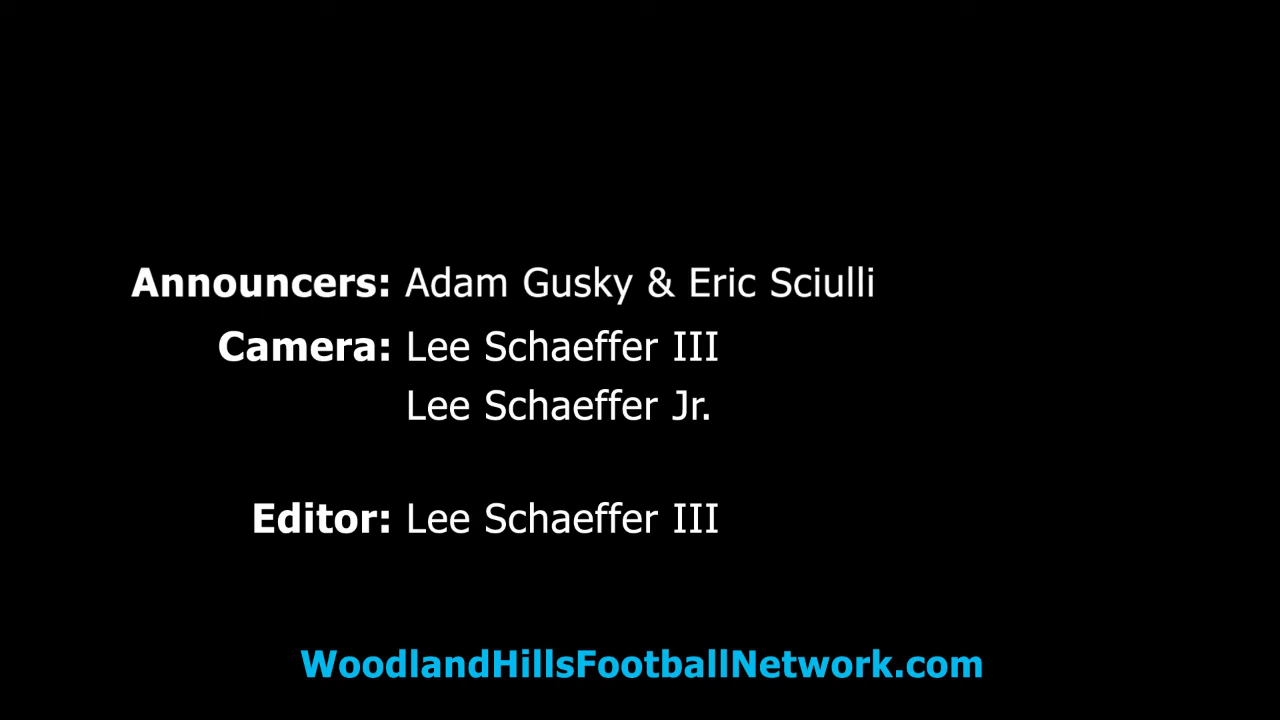 Announcers: Adam Gusky & Eric Sciulli
Camera: Lee Schaeffer III
Lee Schaeffer Jr.
Editor: Lee Schaeffer III
WoodlandHillsFootballNetwork.com